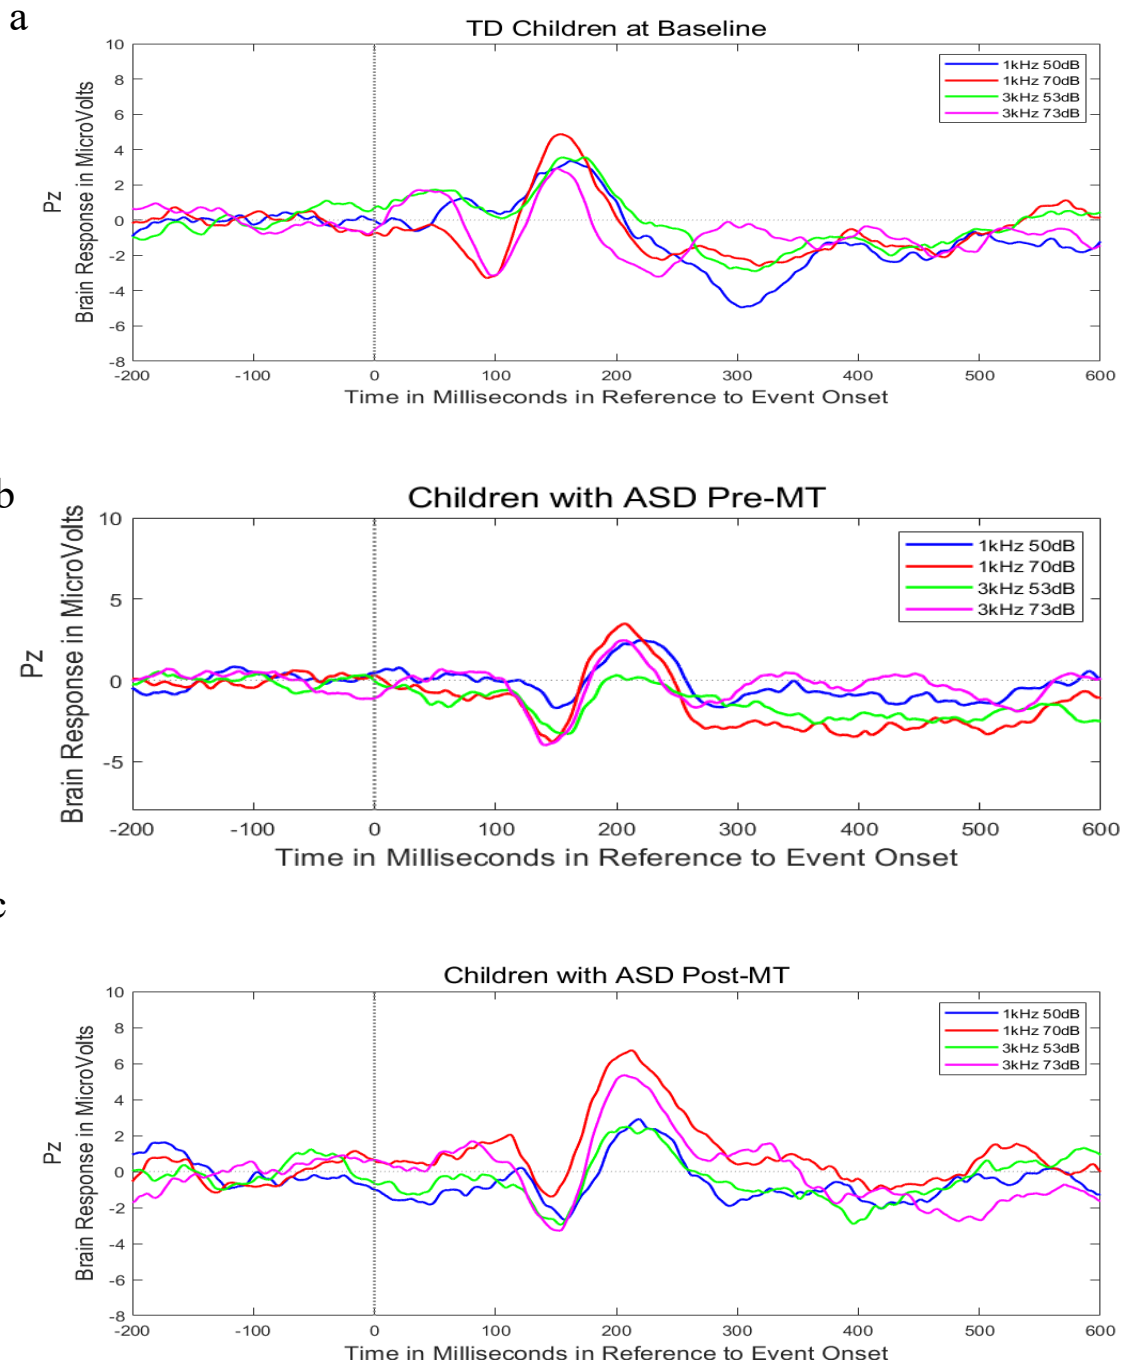 a
TD Children at Baseline
Pz
Brain Response in MicroVolts
10
8
6
4
2
0
-2
-4
-6
-8
-200
-100
0
100
200
300
400
500
600
Time in Milliseconds in Reference to Event Onset
1kHz 50dB
1kHz 70dB
3kHz 53dB
3kHz 73dB
b
Children with ASD Pre-MT
Pz
Brain Response in MicroVolts
10
5
0
-5
-200
-100
0
100
200
300
400
500
600
Time in Milliseconds in Reference to Event Onset
1kHz 50dB
1kHz 70dB
3kHz 53dB
3kHz 73dB
c
Children with ASD Post-MT
Pz
Brain Response in MicroVolts
10
8
6
4
2
0
-2
-4
-6
-8
-200
-100
0
100
200
300
400
500
600
Time in Milliseconds in Reference to Event Onset
1kHz 50dB
1kHz 70dB
3kHz 53dB
3kHz 73dB